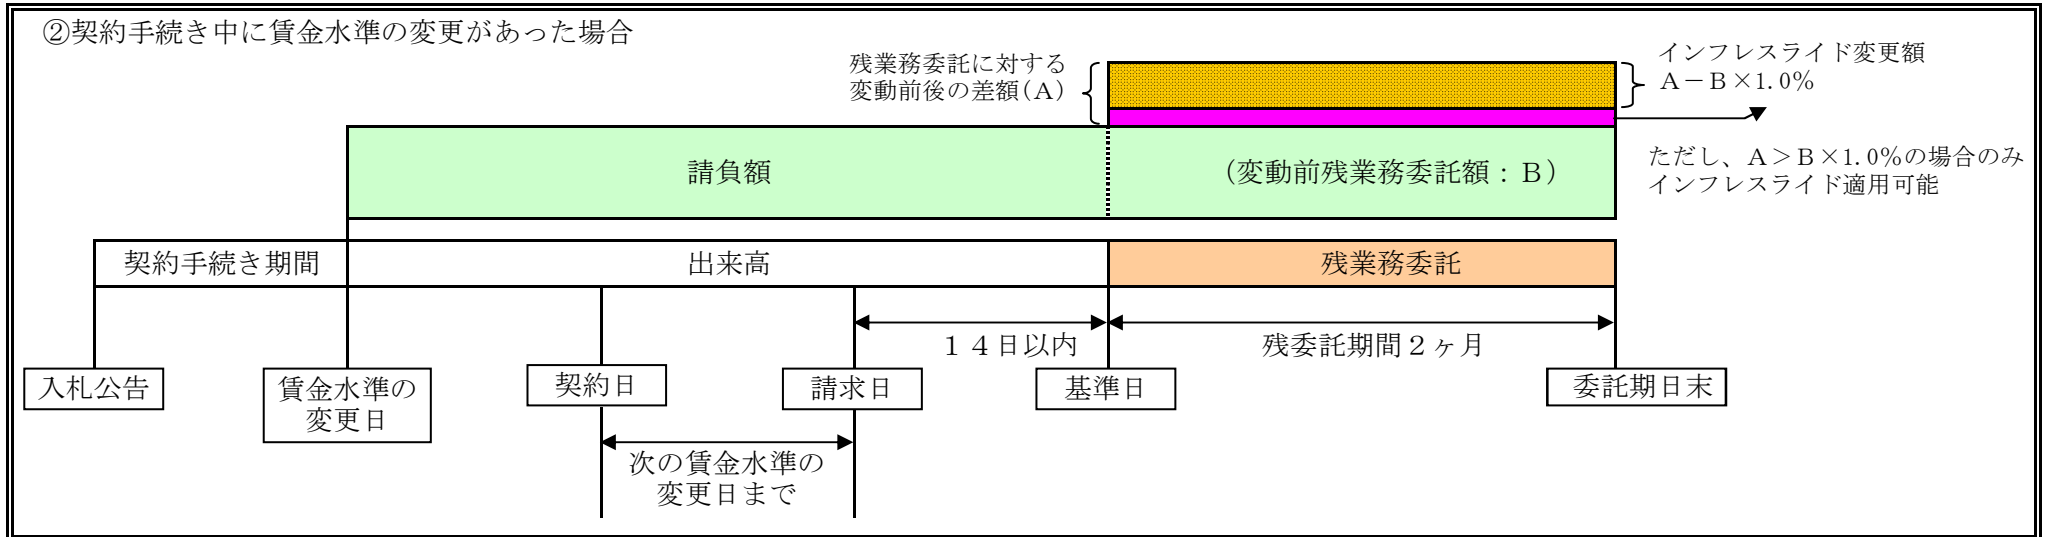 ②契約手続き中に賃金水準の変更があった場合
残業務委託に対する
変動前後の差額(A)
インフレスライド変更額
A－B×1.0%
請負額
(変動前残業務委託額：B)
ただし、A＞B×1.0%の場合のみ
インフレスライド適用可能
契約手続き期間
出来高
残業務委託
１４日以内
残委託期間２ヶ月
入札公告
賃金水準の
変更日
契約日
請求日
基準日
委託期日末
次の賃金水準の
変更日まで